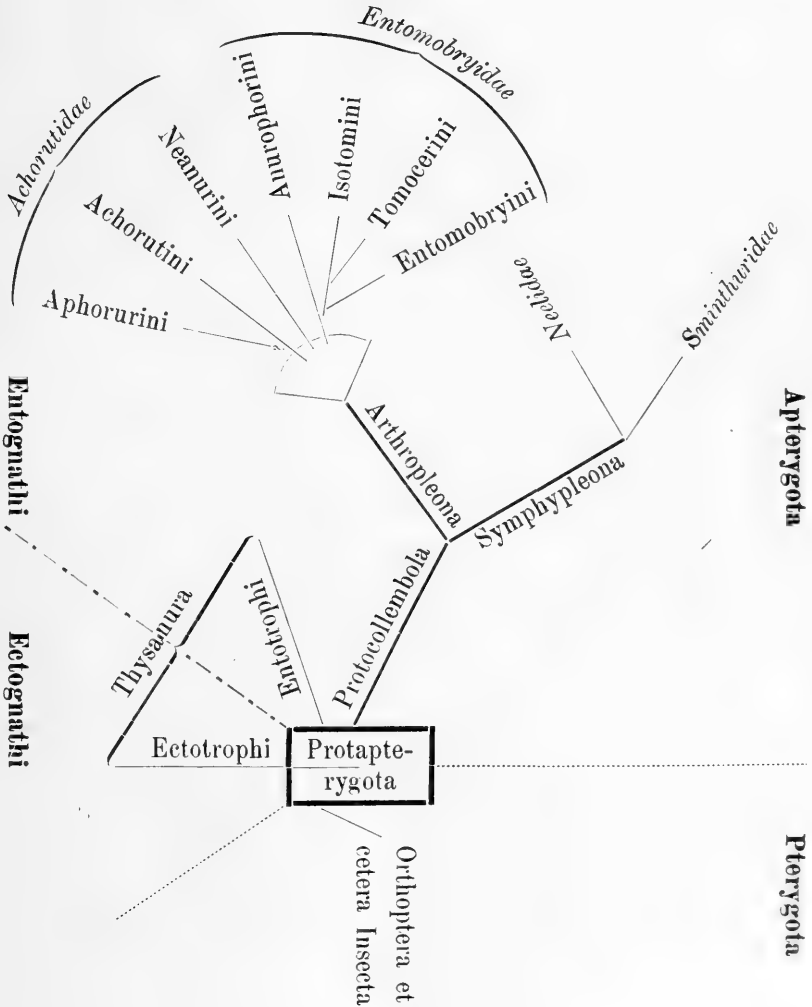 Entomobryidae
Achorutidae
Anurophorini
Isotomini
Neanurini
Tomocerini
Achorutini
Entomobryini
Aphorurini
Neelidae
Sminthuridae
Entognathi
Apterygota
Arthropleona
Symphypleona
Thysanura
Entotrophi
Protocollembola
Ectognathi
Ectotrophi
Protapte-
rygota
Pterygota
Orthoptera et
cetera Insecta